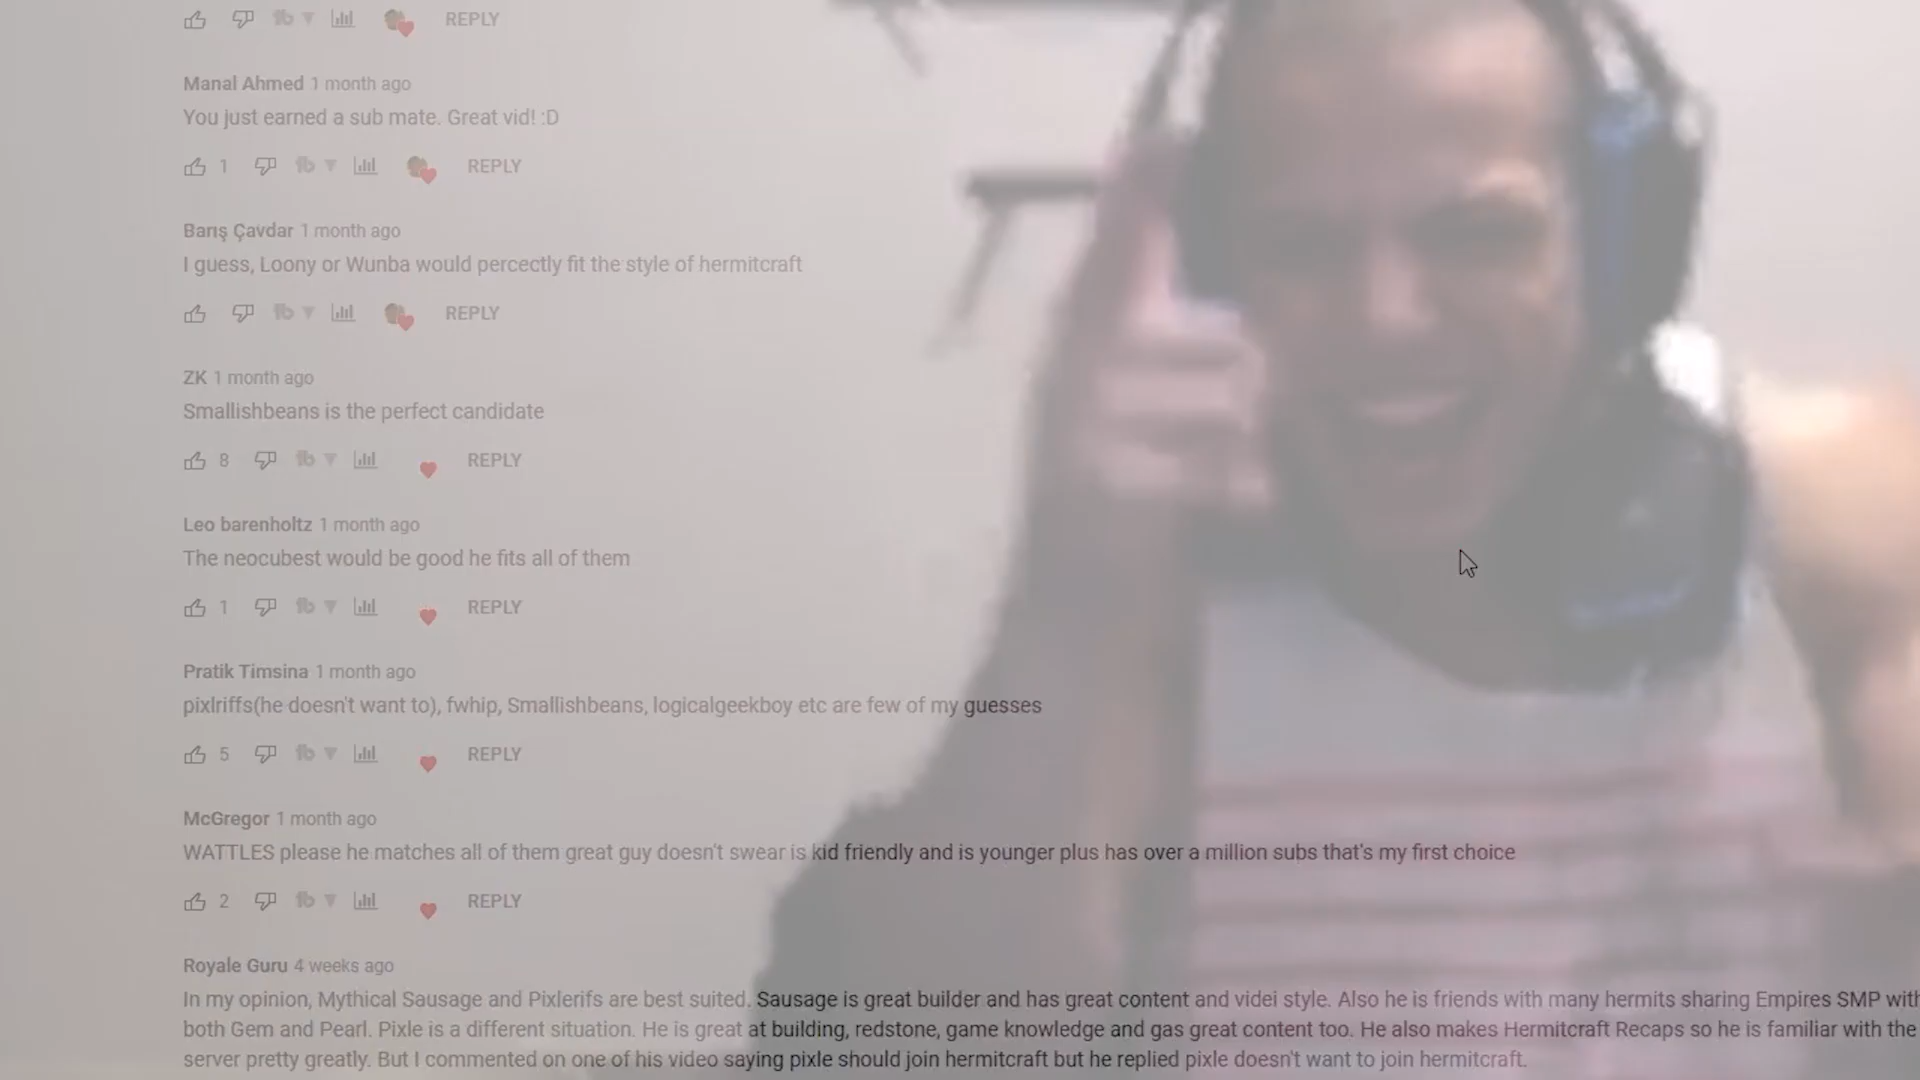 REPLY
Manal Ahmed 1 month ago
You just earned a sub mate. Great vid! :D
1 REPLY
Barış Çavdar 1 month ago
I guess, Loony or Wunba would percectly fit the style of hermitcraft
REPLY
ZK 1 month ago
Smallishbeans is the perfect candidate
8 REPLY
Leo barenholtz 1 month ago
The neocubest would be good he fits all of them
1 REPLY
Pratik Timsina 1 month ago
pixlriffs(he doesn't want to), fwhip, Smallishbeans, logicalgeekboy etc are few of my guesses
5 REPLY
McGregor 1 month ago
WATTLES please he matches all of them great guy doesn't swear is kid friendly and is younger plus has over a million subs that's my first choice
2 REPLY
Royale Guru 4 weeks ago
In my opinion, Mythical Sausage and Pixlerifs are best suited. Sausage is great builder and has great content and videi style. Also he is friends with many hermits sharing Empires SMP with
both Gem and Pearl. Pixle is a different situation. He is great at building, redstone, game knowledge and gas great content too. He also makes Hermitcraft Recaps so he is familiar with the
server pretty greatly. But I commented on one of his video saying pixle should join hermitcraft but he replied pixle doesn't want to join hermitcraft.